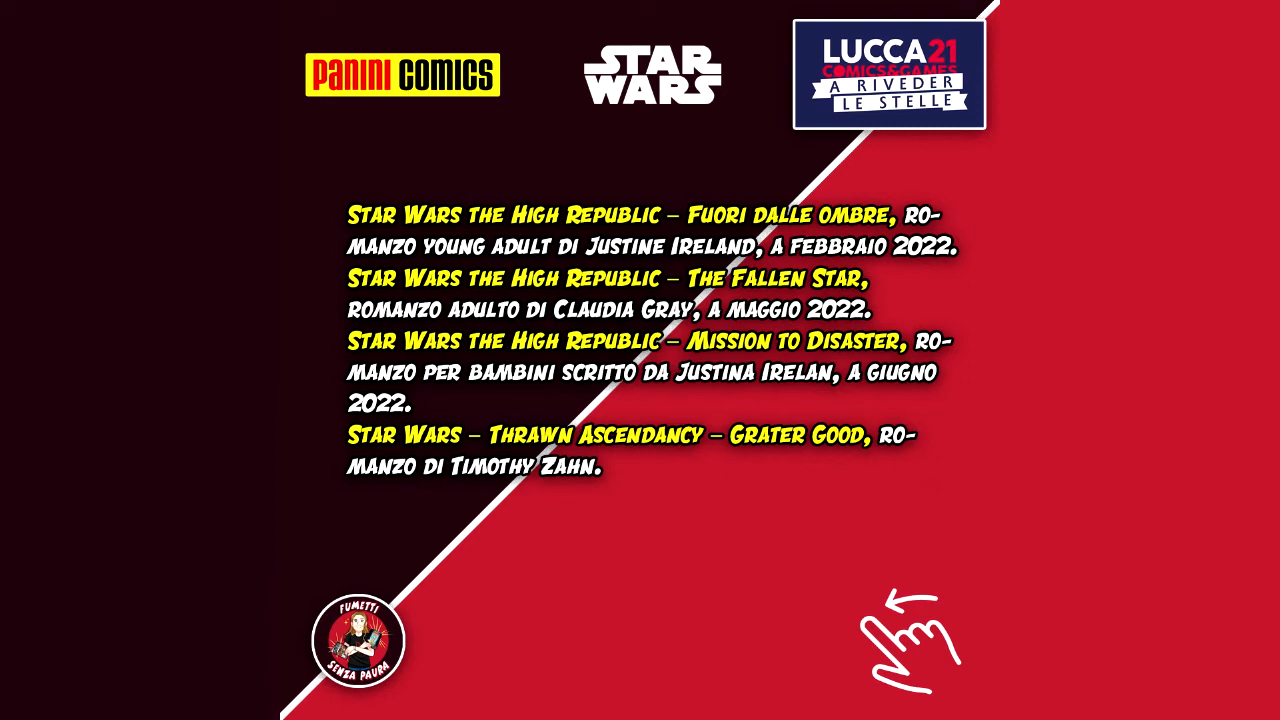 PANINI COMICS
STAR
WARS
LUCCA21
COMICS&GAMES
A RIVEDER
LE STELLE
STAR WARS THE HIGH REPUBLIC – FUORI DALLE OMBRE, RO-
MANZO YOUNG ADULT DI JUSTINE IRELAND, A FEBBRAIO 2022.
STAR WARS THE HIGH REPUBLIC – THE FALLEN STAR,
ROMANZO ADULTO DI CLAUDIA GRAY, A MAGGIO 2022.
STAR WARS THE HIGH REPUBLIC – MISSION TO DISASTER, RO-
MANZO PER BAMBINI SCRITTO DA JUSTINA IRELAN, A GIUGNO
2022.
STAR WARS – THRAWN ASCENDANCY – GRATER GOOD, RO-
MANZO DI TIMOTHY ZAHN.
FUMETTI
SENZA PAURA